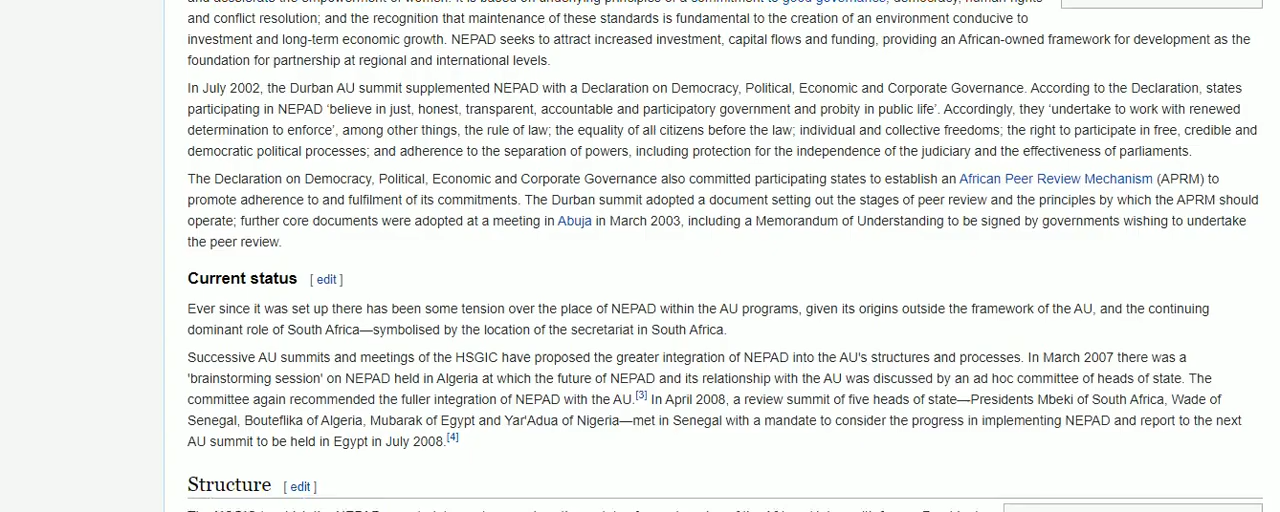 and conflict resolution; and the recognition that maintenance of these standards is fundamental to the creation of an environment conducive to
investment and long-term economic growth. NEPAD seeks to attract increased investment, capital flows and funding, providing an African-owned framework for development as the
foundation for partnership at regional and international levels.
In July 2002, the Durban AU summit supplemented NEPAD with a Declaration on Democracy, Political, Economic and Corporate Governance. According to the Declaration, states
participating in NEPAD ‘believe in just, honest, transparent, accountable and participatory government and probity in public life’. Accordingly, they ‘undertake to work with renewed
determination to enforce’, among other things, the rule of law; the equality of all citizens before the law; individual and collective freedoms; the right to participate in free, credible and
democratic political processes; and adherence to the separation of powers, including protection for the independence of the judiciary and the effectiveness of parliaments.
The Declaration on Democracy, Political, Economic and Corporate Governance also committed participating states to establish an African Peer Review Mechanism (APRM) to
promote adherence to and fulfilment of its commitments. The Durban summit adopted a document setting out the stages of peer review and the principles by which the APRM should
operate; further core documents were adopted at a meeting in Abuja in March 2003, including a Memorandum of Understanding to be signed by governments wishing to undertake
the peer review.
Current status [ edit ]
Ever since it was set up there has been some tension over the place of NEPAD within the AU programs, given its origins outside the framework of the AU, and the continuing
dominant role of South Africa—symbolised by the location of the secretariat in South Africa.
Successive AU summits and meetings of the HSGIC have proposed the greater integration of NEPAD into the AU's structures and processes. In March 2007 there was a
'brainstorming session' on NEPAD held in Algeria at which the future of NEPAD and its relationship with the AU was discussed by an ad hoc committee of heads of state. The
committee again recommended the fuller integration of NEPAD with the AU.[3] In April 2008, a review summit of five heads of state—Presidents Mbeki of South Africa, Wade of
Senegal, Bouteflika of Algeria, Mubarak of Egypt and Yar'Adua of Nigeria—met in Senegal with a mandate to consider the progress in implementing NEPAD and report to the next
AU summit to be held in Egypt in July 2008.[4]
Structure [ edit ]